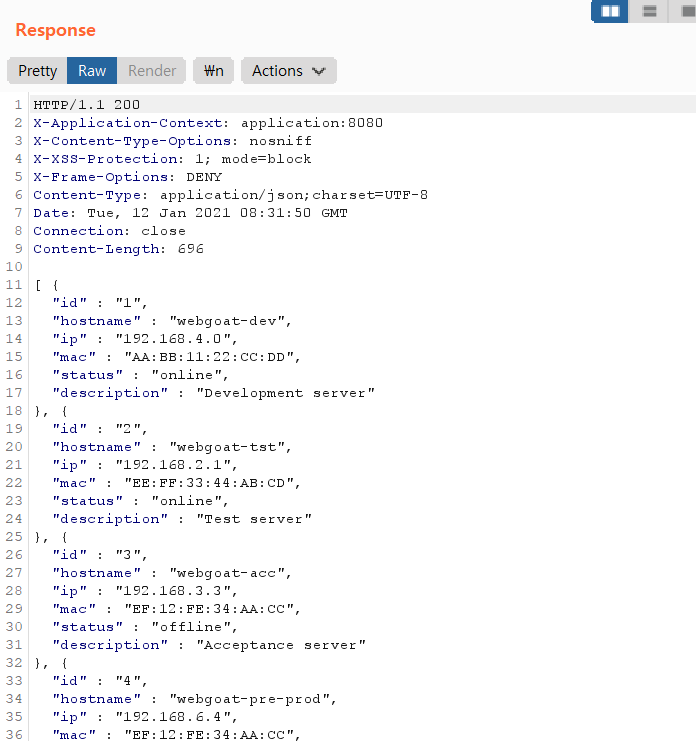 Response
Pretty Raw Render \n Actions
1 HTTP/1.1 200
2 X-Application-Context: application:8080
3 X-Content-Type-Options: nosniff
4 X-XSS-Protection: 1; mode=block
5 X-Frame-Options: DENY
6 Content-Type: application/json;charset=UTF-8
7 Date: Tue, 12 Jan 2021 08:31:50 GMT
8 Connection: close
9 Content-Length: 696
10
11 [ {
12 "id" : "1",
13 "hostname" : "webgoat-dev",
14 "ip" : "192.168.4.0",
15 "mac" : "AA:BB:11:22:CC:DD",
16 "status" : "online",
17 "description" : "Development server"
18 }, {
19 "id" : "2",
20 "hostname" : "webgoat-tst",
21 "ip" : "192.168.2.1",
22 "mac" : "EE:FF:33:44:AB:CD",
23 "status" : "online",
24 "description" : "Test server"
25 }, {
26 "id" : "3",
27 "hostname" : "webgoat-acc",
28 "ip" : "192.168.3.3",
29 "mac" : "EF:12:FE:34:AA:CC",
30 "status" : "offline",
31 "description" : "Acceptance server"
32 }, {
33 "id" : "4",
34 "hostname" : "webgoat-pre-prod",
35 "ip" : "192.168.6.4",
36 "mac" : "EF:12:FE:34:AA:CC",